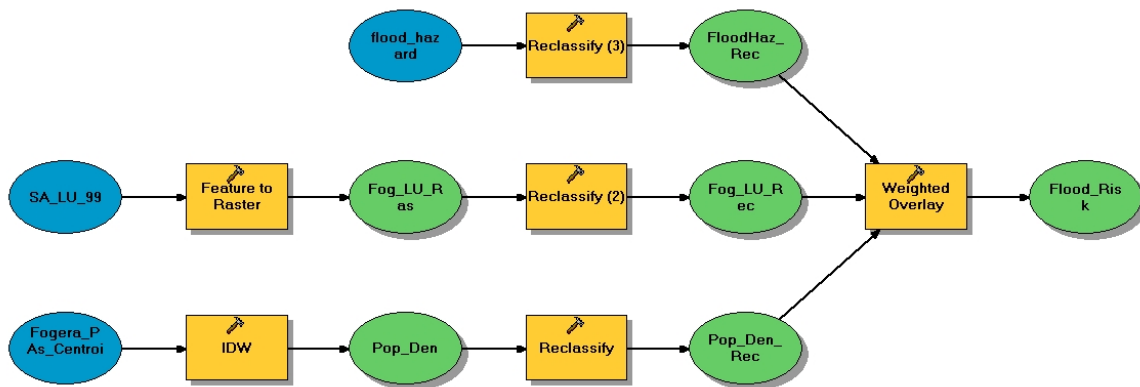 flood_haz
ard
Reclassify (3)
FloodHaz_
Rec
SA_LU_99
Feature to
Raster
Fog_LU_R
as
Reclassify (2)
Fog_LU_R
ec
Weighted
Overlay
Flood_Ris
k
Fogera_P
As_Centroi
IDW
Pop_Den
Reclassify
Pop_Den_
Rec